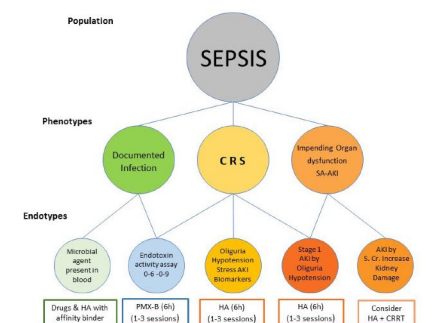 Population
SEPSIS
Phenotypes
Documented
Infection
C R S
Impending Organ
dysfunction
SA-AKI
Endotypes
Microbial
agent
present in
blood
Endotoxin
activity assay
0-6 -0-9
Oliguria
Hypotension
Stress AKI
Biomarkers
Stage 1
AKI by
Oliguria
Hypotension
AKI by
S. Cr. Increase
Kidney
Damage
Drugs & HA with
affinity binder
PMX-B (6h)
(1-3 sessions)
HA (6h)
(1-3 sessions)
HA (6h)
(1-3 sessions)
Consider
HA + CRRT